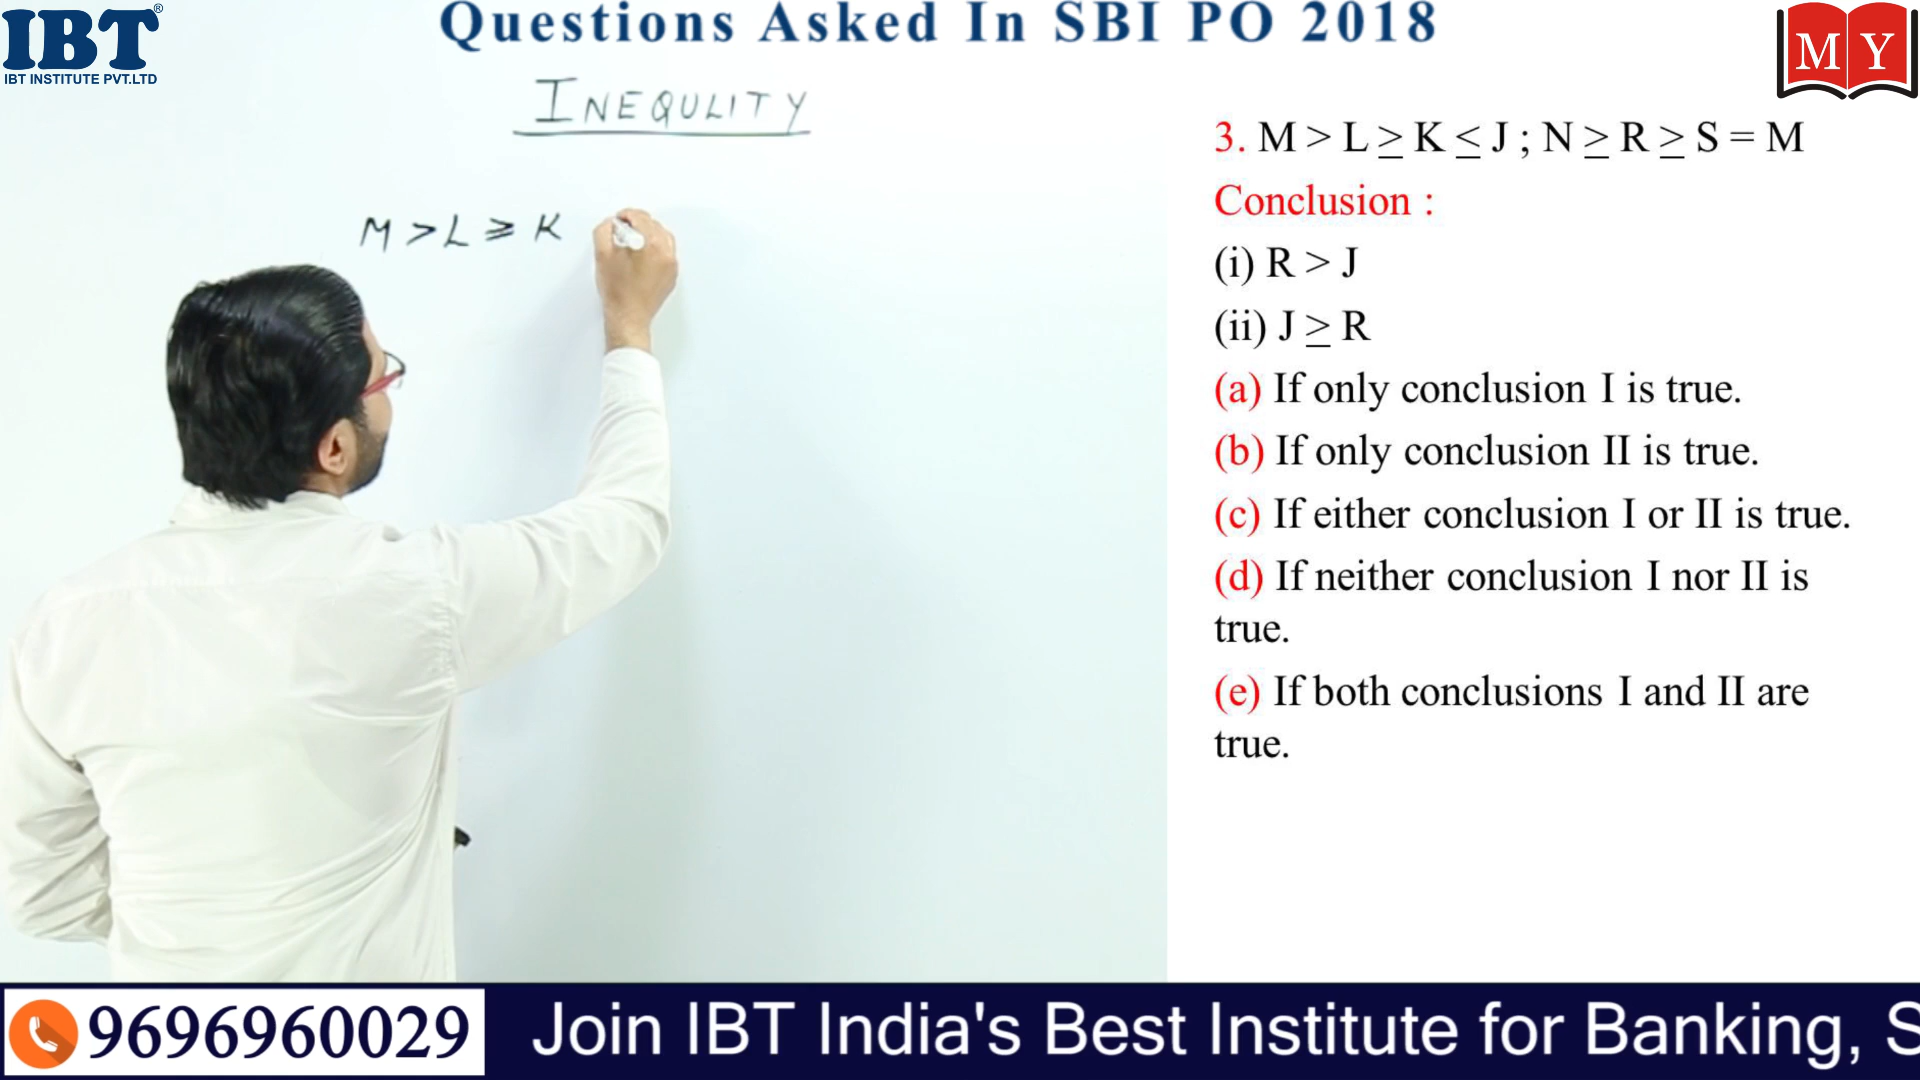 IBT®
IBT INSTITUTE PVT.LTD
Questions Asked In SBI PO 2018
M Y
INEQULITY
M > L ≥ K
3. M > L ≥ K ≤ J ; N ≥ R ≥ S = M
Conclusion :
(i) R > J
(ii) J ≥ R
(a) If only conclusion I is true.
(b) If only conclusion II is true.
(c) If either conclusion I or II is true.
(d) If neither conclusion I nor II is
true.
(e) If both conclusions I and II are
true.
9696960029
Join IBT India's Best Institute for Banking, S